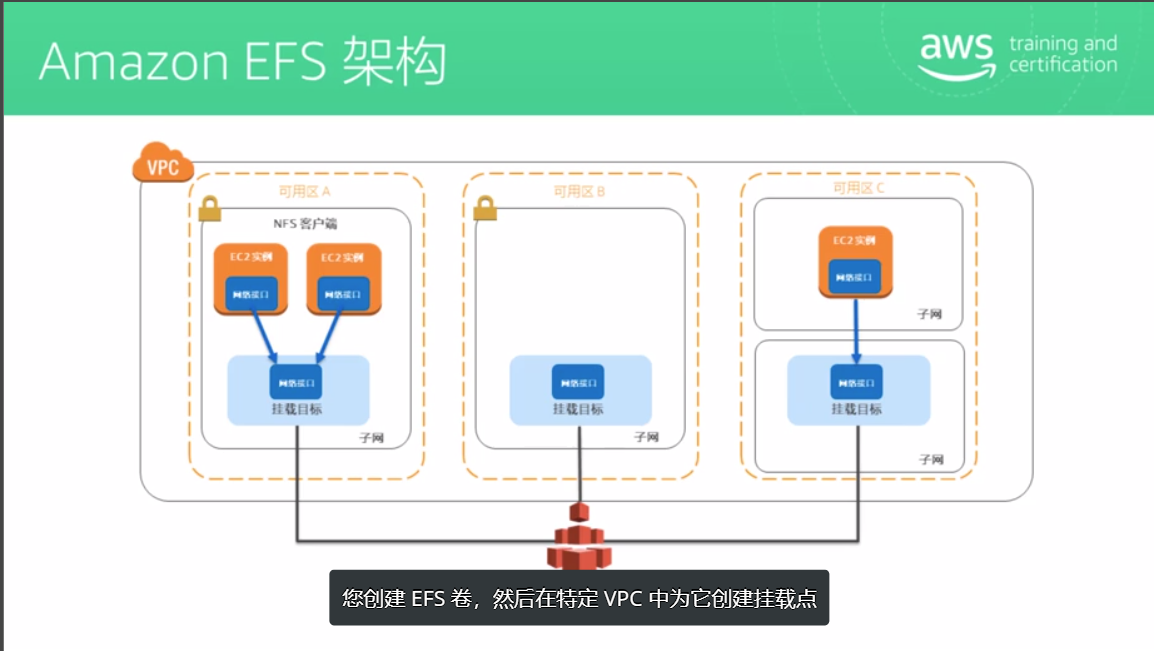 Amazon EFS 架构
aws training and
certification
VPC
可用区 A
可用区 B
可用区 C
NFS 客户端
EC2 实例
EC2 实例
EC2 实例
网络接口
网络接口
网络接口
子网
网络接口
网络接口
网络接口
挂载目标
挂载目标
挂载目标
子网
子网
子网
您创建 EFS 卷，然后在特定 VPC 中为它创建挂载点